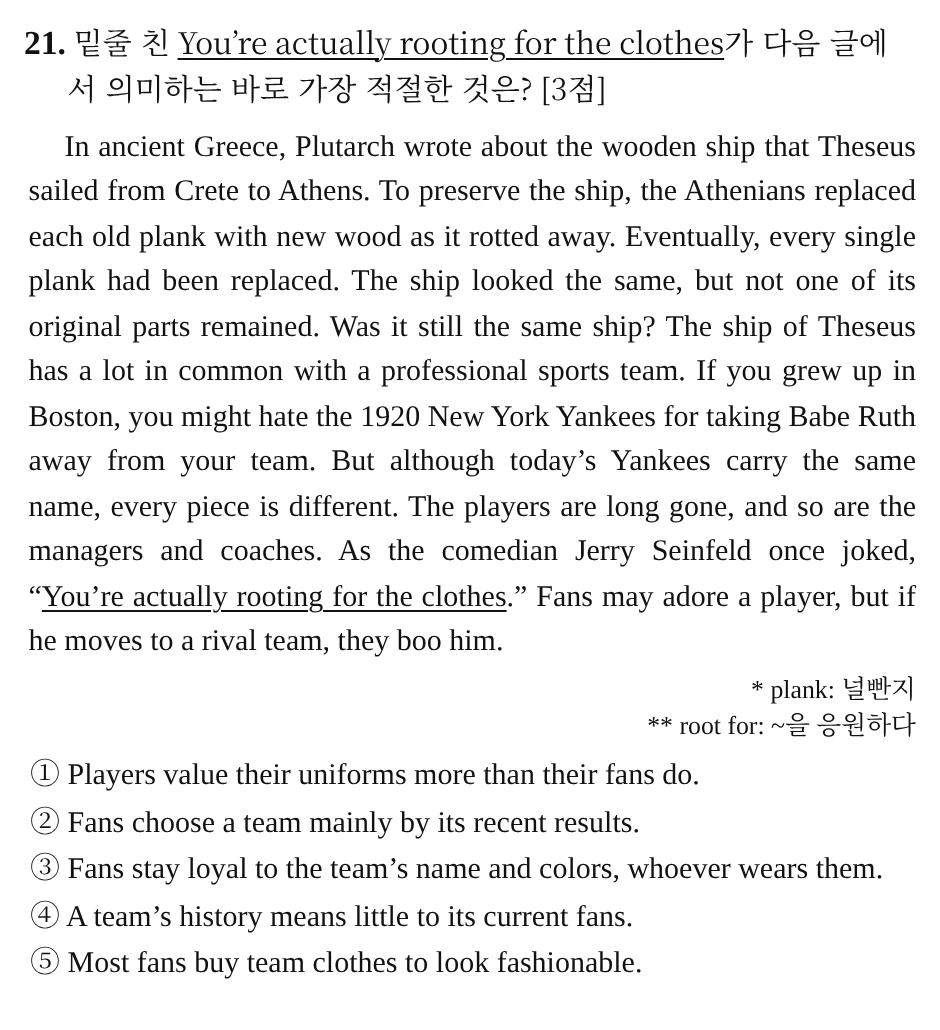 21. 밑줄 친 You’re actually rooting for the clothes가 다음 글에
서 의미하는 바로 가장 적절한 것은? [3점]
In ancient Greece, Plutarch wrote about the wooden ship that Theseus
sailed from Crete to Athens. To preserve the ship, the Athenians replaced
each old plank with new wood as it rotted away. Eventually, every single
plank had been replaced. The ship looked the same, but not one of its
original parts remained. Was it still the same ship? The ship of Theseus
has a lot in common with a professional sports team. If you grew up in
Boston, you might hate the 1920 New York Yankees for taking Babe Ruth
away from your team. But although today’s Yankees carry the same
name, every piece is different. The players are long gone, and so are the
managers and coaches. As the comedian Jerry Seinfeld once joked,
“You’re actually rooting for the clothes.” Fans may adore a player, but if
he moves to a rival team, they boo him.
* plank: 널빤지
** root for: ~을 응원하다
① Players value their uniforms more than their fans do.
② Fans choose a team mainly by its recent results.
③ Fans stay loyal to the team’s name and colors, whoever wears them.
④ A team’s history means little to its current fans.
⑤ Most fans buy team clothes to look fashionable.